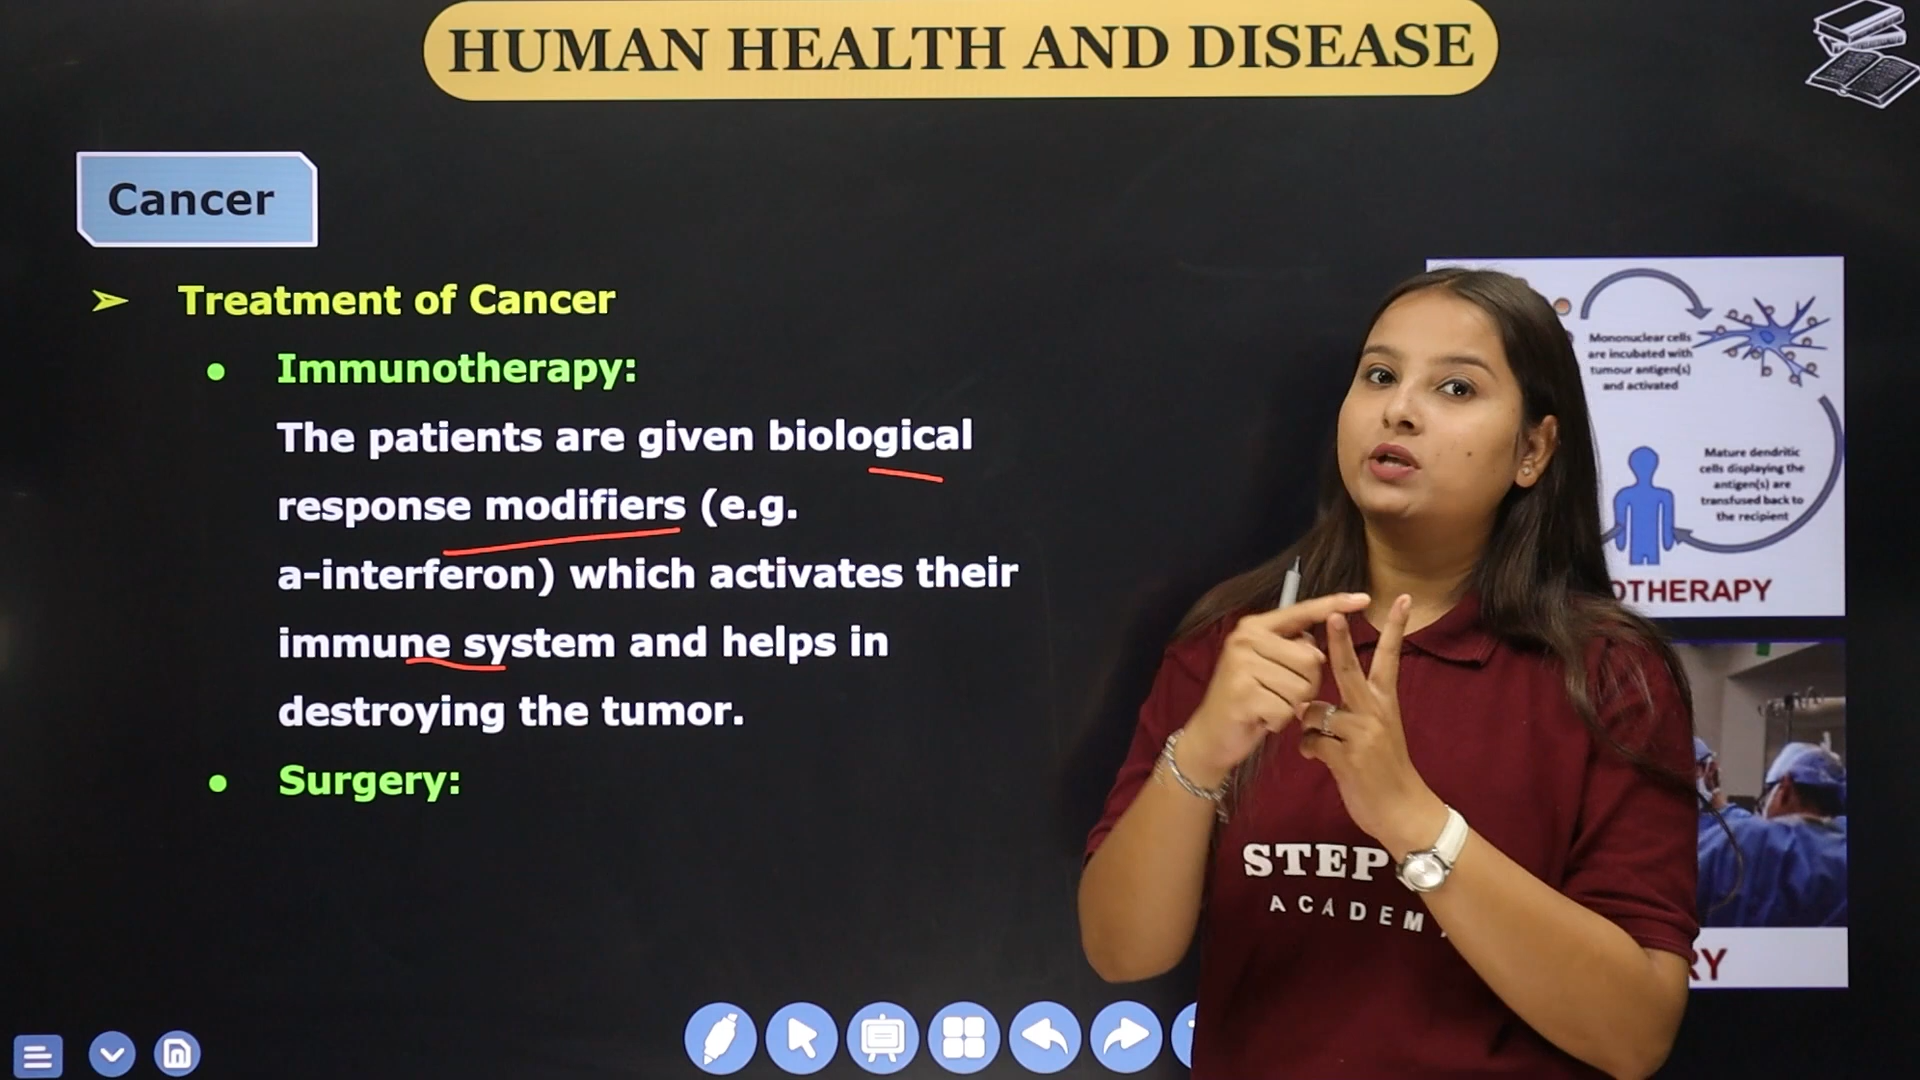 HUMAN HEALTH AND DISEASE
Cancer
➢ Treatment of Cancer
• Immunotherapy:
The patients are given biological
response modifiers (e.g.
a-interferon) which activates their
immune system and helps in
destroying the tumor.
• Surgery:
Mononuclear cells
are incubated with
tumour antigen(s)
and activated
Mature dendritic
cells displaying the
antigen(s) are
transfused back to
the recipient
OTHERAPY
RY
STEP
ACADEM